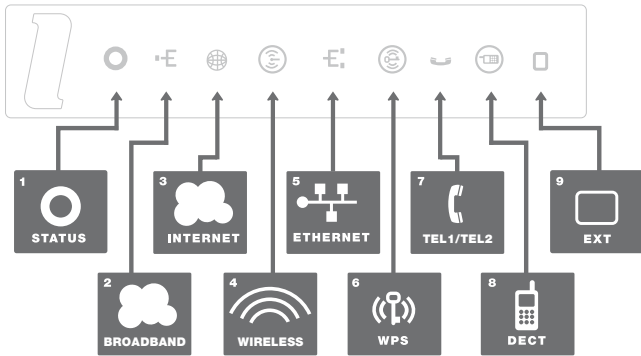 1
STATUS
2
BROADBAND
3
INTERNET
4
WIRELESS
5
ETHERNET
6
WPS
7
TEL1/TEL2
8
DECT
9
EXT